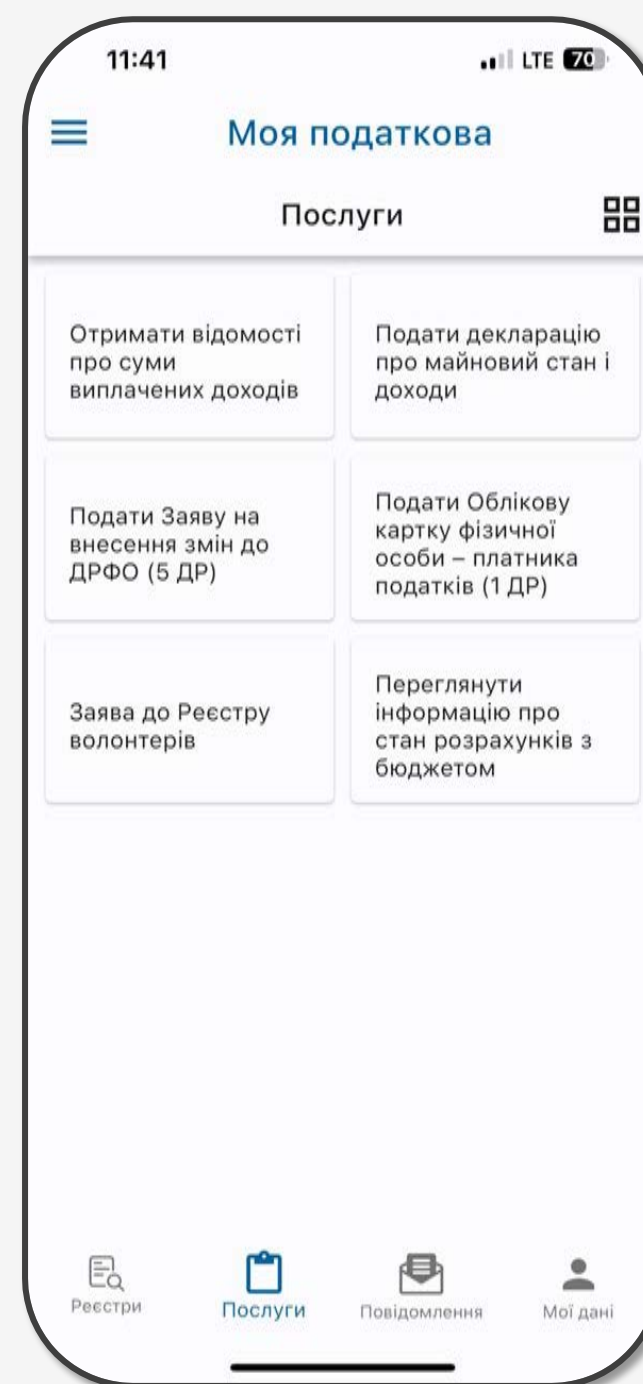 11:41
LTE 70
Моя податкова
Послуги
Отримати відомості
про суми
виплачених доходів
Подати декларацію
про майновий стан і
доходи
Подати Заяву на
внесення змін до
ДРФО (5 ДР)
Подати Облікову
картку фізичної
особи – платника
податків (1 ДР)
Заява до Реєстру
волонтерів
Переглянути
інформацію про
стан розрахунків з
бюджетом
Реєстри
Послуги
Повідомлення
Мої дані